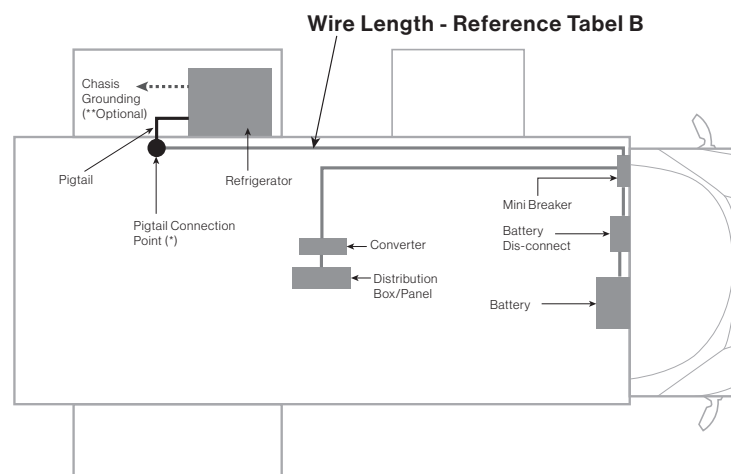 Wire Length - Reference Tabel B
Chasis
Grounding
(**Optional)
Pigtail
Refrigerator
Pigtail Connection
Point (*)
Mini Breaker
Battery
Dis-connect
Converter
Distribution
Box/Panel
Battery